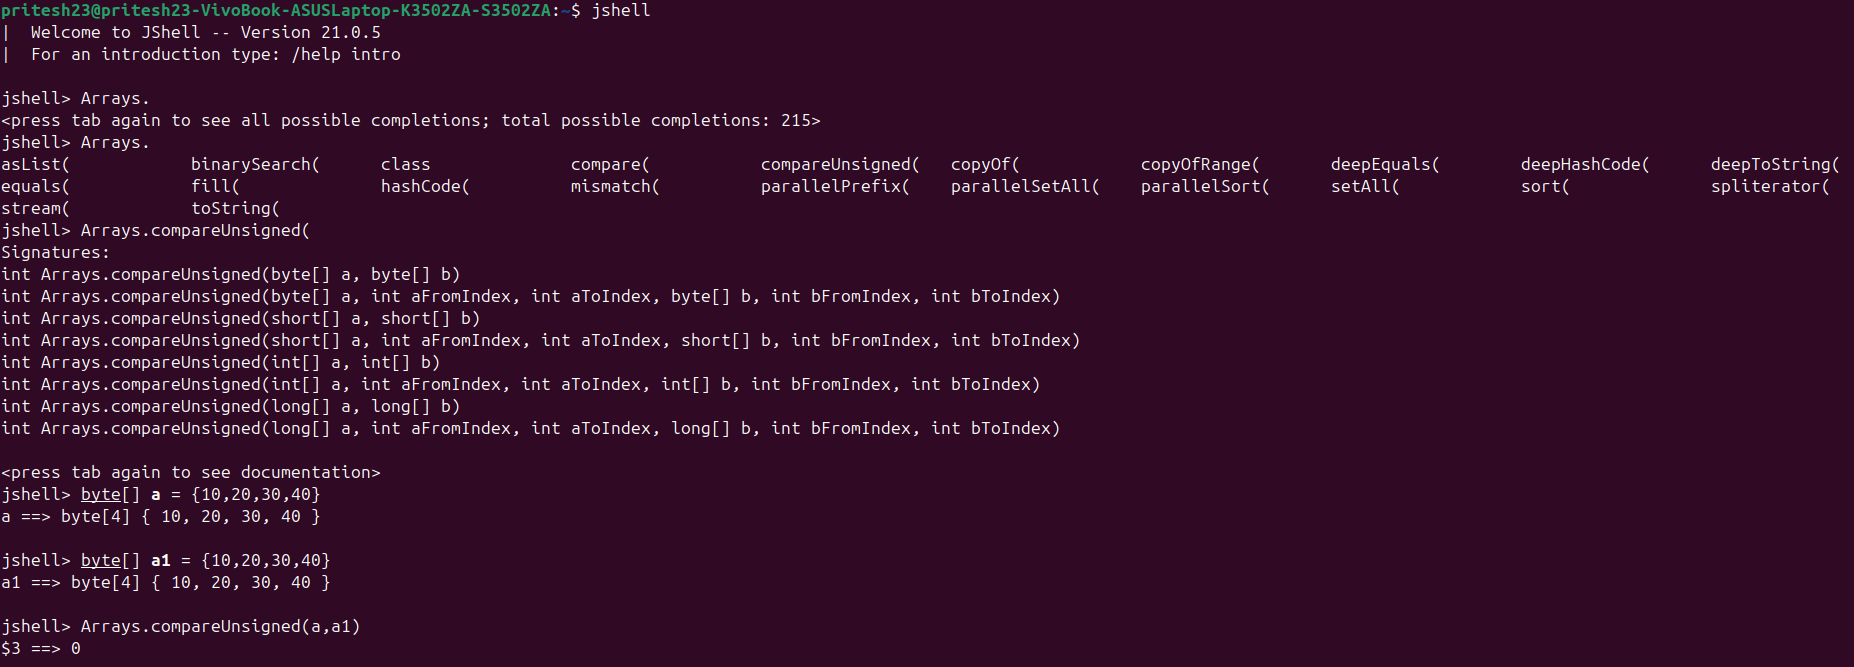 pritesh23@pritesh23-VivoBook-ASUSLaptop-K3502ZA-S3502ZA:~$ jshell
|  Welcome to JShell -- Version 21.0.5
|  For an introduction type: /help intro
jshell> Arrays.
<press tab again to see all possible completions; total possible completions: 215>
jshell> Arrays.
asList(            binarySearch(      class              compare(           compareUnsigned(   copyOf(            copyOfRange(       deepEquals(        deepHashCode(      deepToString(
equals(            fill(              hashCode(          mismatch(          parallelPrefix(    parallelSetAll(    parallelSort(      setAll(            sort(              spliterator(
stream(            toString(
jshell> Arrays.compareUnsigned(
Signatures:
int Arrays.compareUnsigned(byte[] a, byte[] b)
int Arrays.compareUnsigned(byte[] a, int aFromIndex, int aToIndex, byte[] b, int bFromIndex, int bToIndex)
int Arrays.compareUnsigned(short[] a, short[] b)
int Arrays.compareUnsigned(short[] a, int aFromIndex, int aToIndex, short[] b, int bFromIndex, int bToIndex)
int Arrays.compareUnsigned(int[] a, int[] b)
int Arrays.compareUnsigned(int[] a, int aFromIndex, int aToIndex, int[] b, int bFromIndex, int bToIndex)
int Arrays.compareUnsigned(long[] a, long[] b)
int Arrays.compareUnsigned(long[] a, int aFromIndex, int aToIndex, long[] b, int bFromIndex, int bToIndex)
<press tab again to see documentation>
jshell> byte[] a = {10,20,30,40}
a ==> byte[4] { 10, 20, 30, 40 }
jshell> byte[] a1 = {10,20,30,40}
a1 ==> byte[4] { 10, 20, 30, 40 }
jshell> Arrays.compareUnsigned(a,a1)
$3 ==> 0